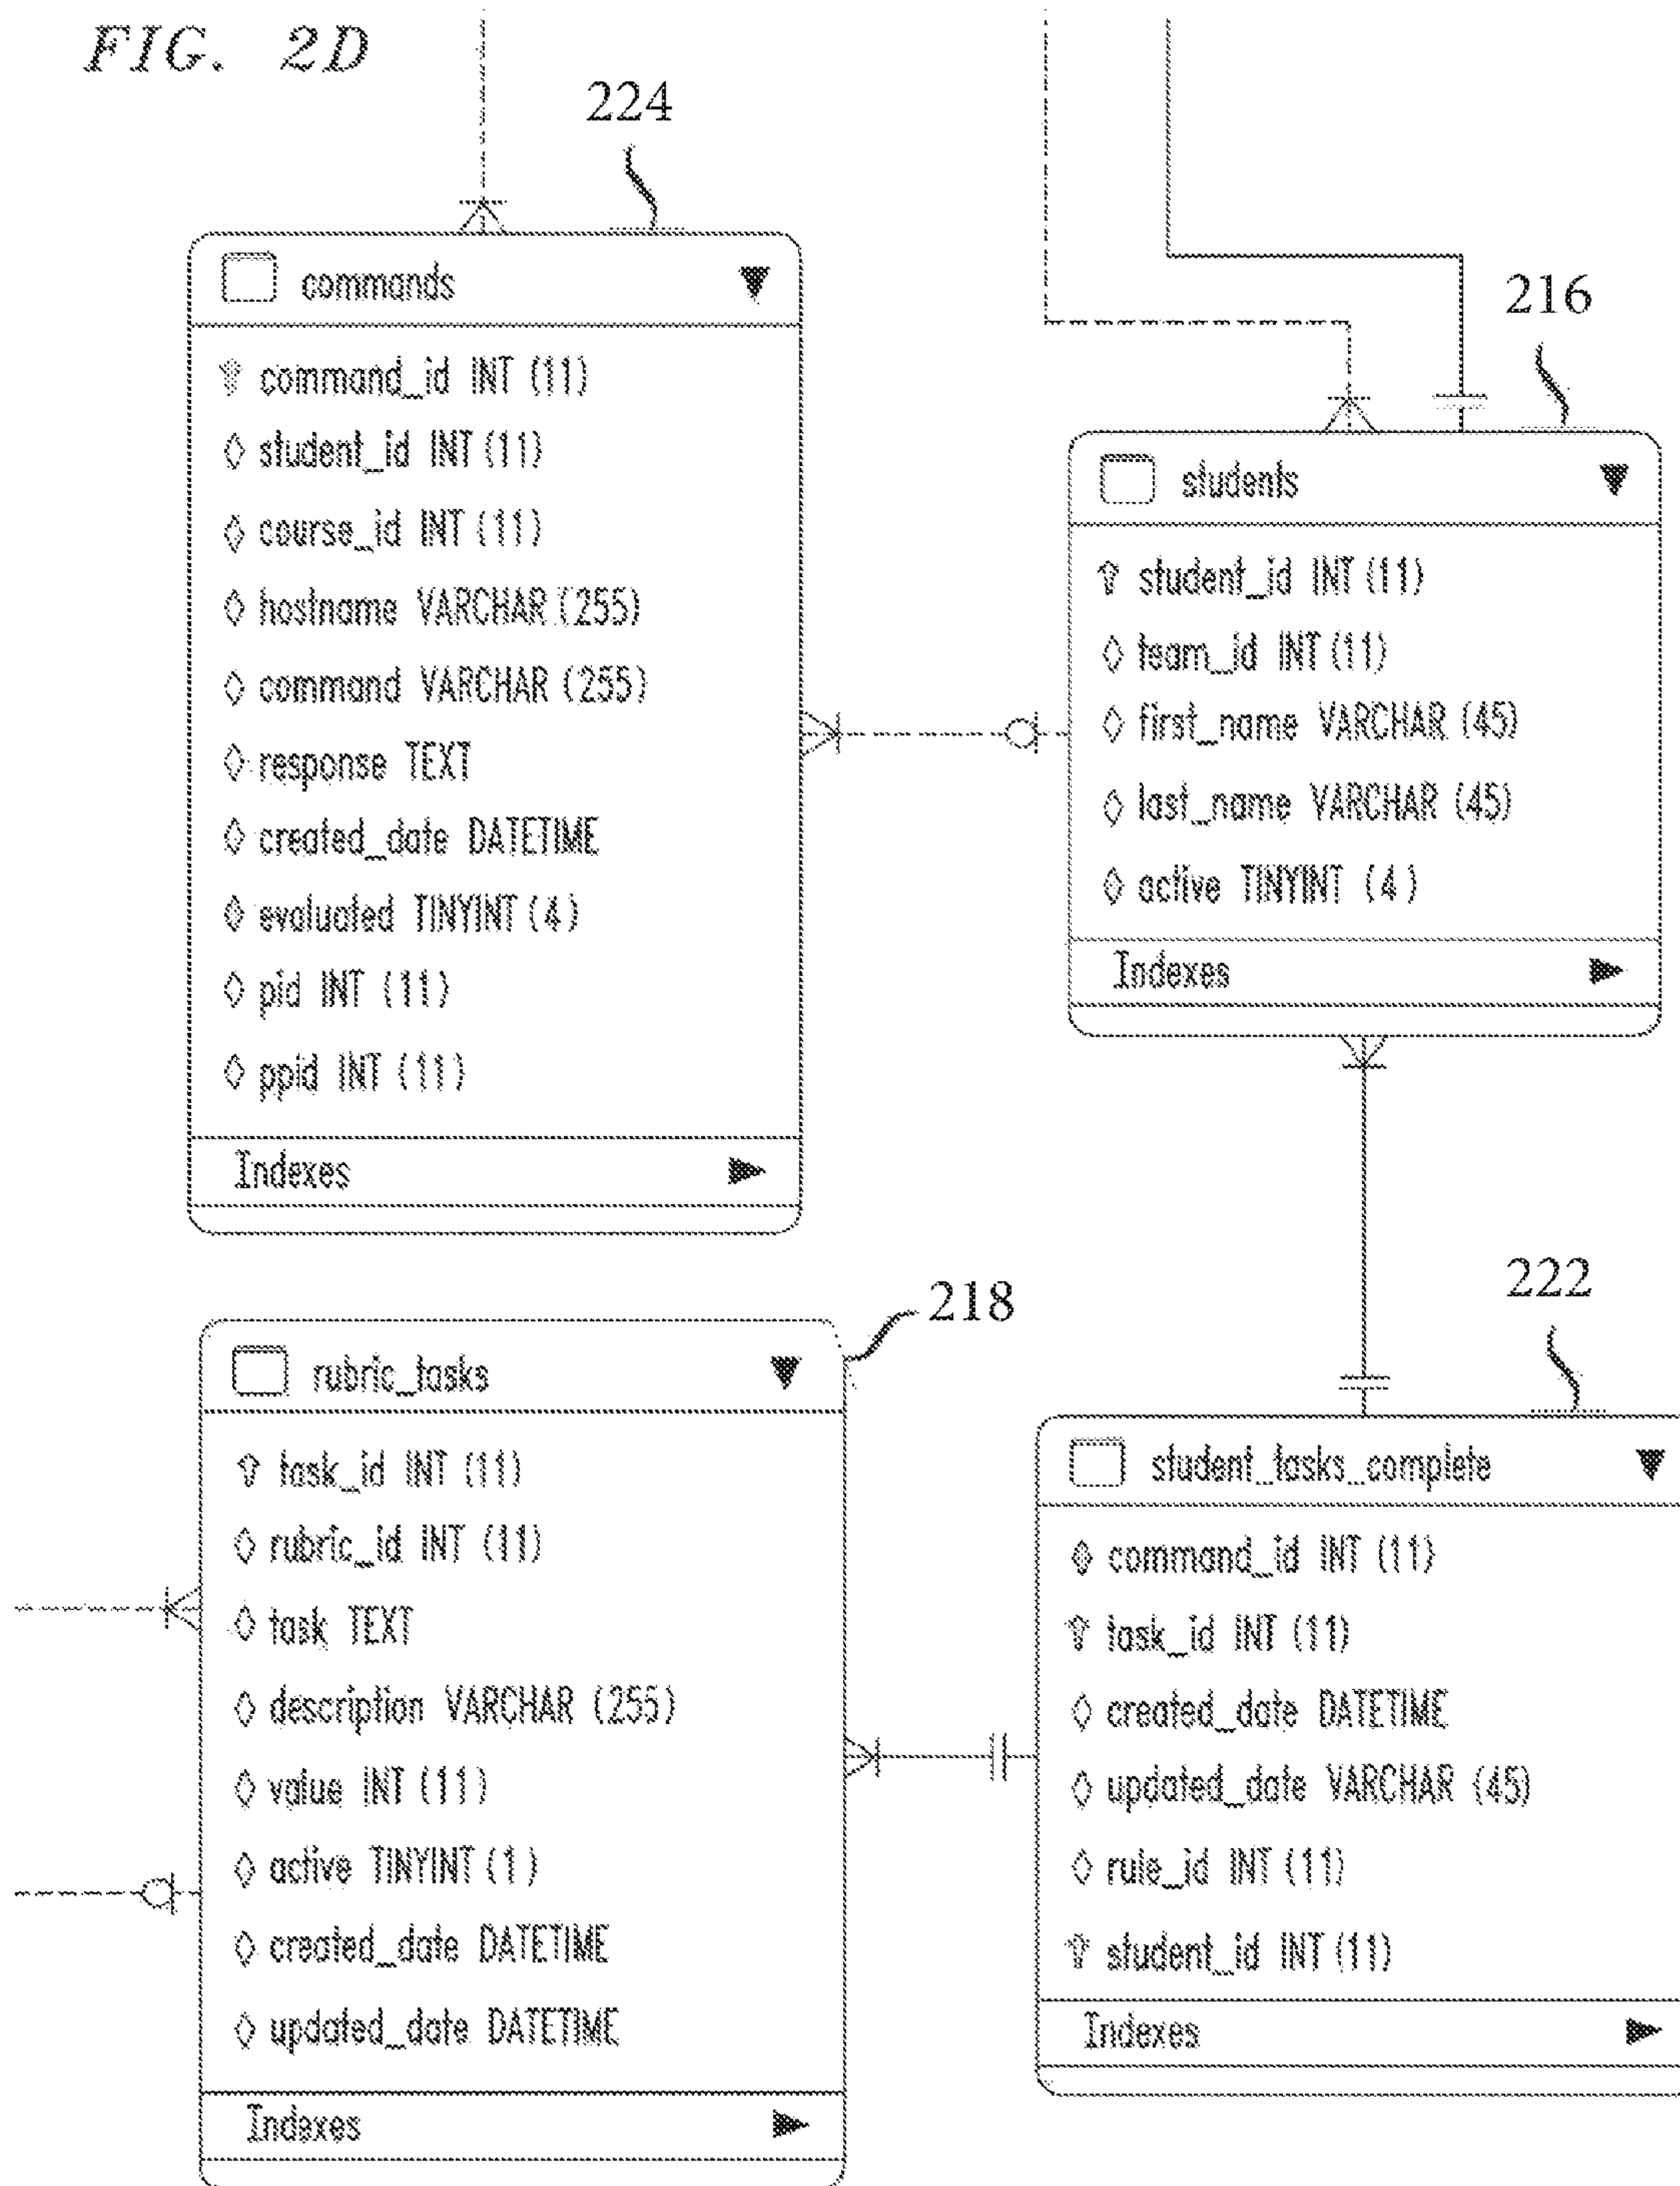 FIG. 2D
224
commands
command_id INT (11)
student_id INT (11)
course_id INT (11)
hostname VARCHAR (255)
command VARCHAR (255)
response TEXT
created_date DATETIME
evaluated TINYINT (4)
pid INT (11)
ppid INT (11)
Indexes
216
students
student_id INT (11)
team_id INT (11)
first_name VARCHAR (45)
last_name VARCHAR (45)
active TINYINT (4)
Indexes
218
rubric_tasks
task_id INT (11)
rubric_id INT (11)
task TEXT
description VARCHAR (255)
value INT (11)
active TINYINT (1)
created_date DATETIME
updated_date DATETIME
Indexes
222
student_tasks_complete
command_id INT (11)
task_id INT (11)
created_date DATETIME
updated_date VARCHAR (45)
rule_id INT (11)
student_id INT (11)
Indexes